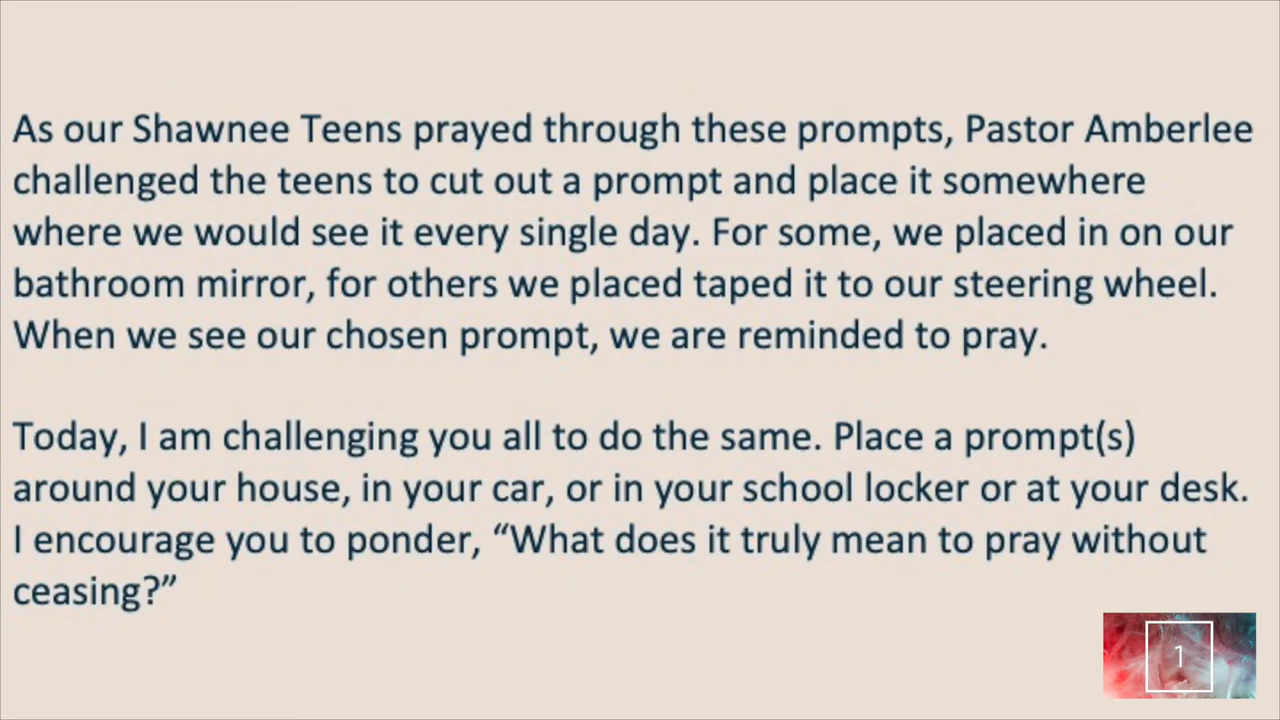 As our Shawnee Teens prayed through these prompts, Pastor Amberlee
challenged the teens to cut out a prompt and place it somewhere
where we would see it every single day. For some, we placed in on our
bathroom mirror, for others we placed taped it to our steering wheel.
When we see our chosen prompt, we are reminded to pray.
Today, I am challenging you all to do the same. Place a prompt(s)
around your house, in your car, or in your school locker or at your desk.
I encourage you to ponder, “What does it truly mean to pray without
ceasing?”
1